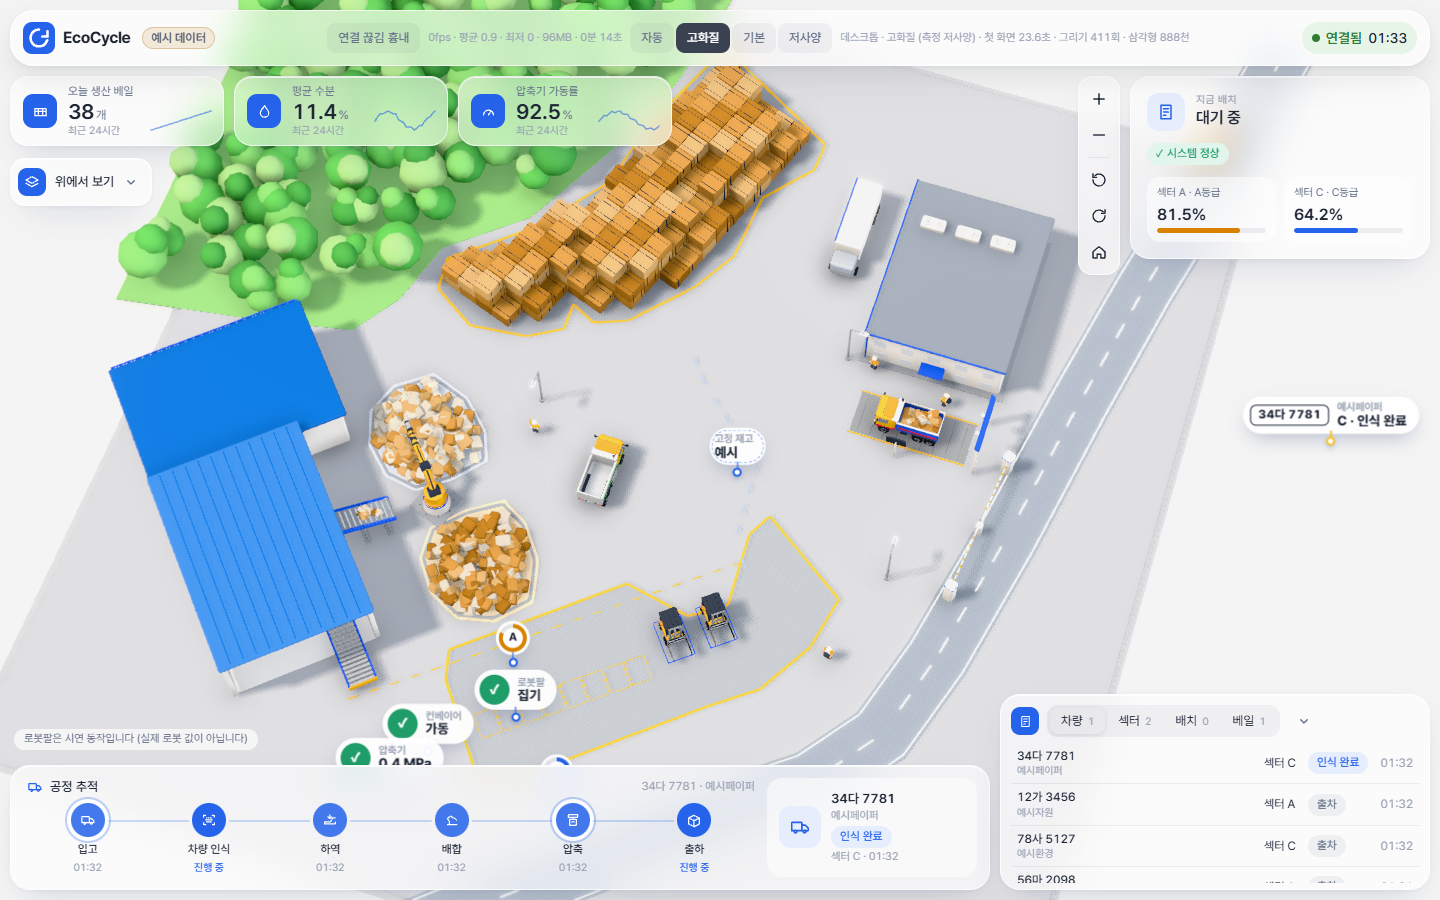 EcoCycle
예시 데이터
연결 끊김 흉내
0fps · 평균 0.9 · 최저 0 · 96MB · 0분 14초
자동
고화질
기본
저사양
데스크톱 · 고화질 (측정 저사양) · 첫 화면 23.6초 · 그리기 411회 · 삼각형 888천
연결됨 01:33
오늘 생산 베일
38개
최근 24시간
평균 수분
11.4%
최근 24시간
압축기 가동률
92.5%
최근 24시간
위에서 보기
지금 배치
대기 중
✓ 시스템 정상
섹터 A · A등급
81.5%
섹터 C · C등급
64.2%
34다 7781
예시페이퍼
C · 인식 완료
고정 재고
예시
A
로봇팔
집기
컨베이어
가동
압축기
0.4 MPa
로봇팔은 시연 동작입니다 (실제 로봇 값이 아닙니다)
공정 추적
34다 7781 · 예시페이퍼
입고
01:32
차량 인식
진행 중
하역
01:32
배합
01:32
압축
01:32
출하
진행 중
34다 7781
예시페이퍼
인식 완료
섹터 C · 01:32
차량 1
섹터 2
배치 0
베일 1
34다 7781
예시페이퍼
섹터 C
인식 완료
01:32
12가 3456
예시자원
섹터 A
출차
01:32
78사 5127
예시환경
섹터 C
출차
01:32
56마 2098